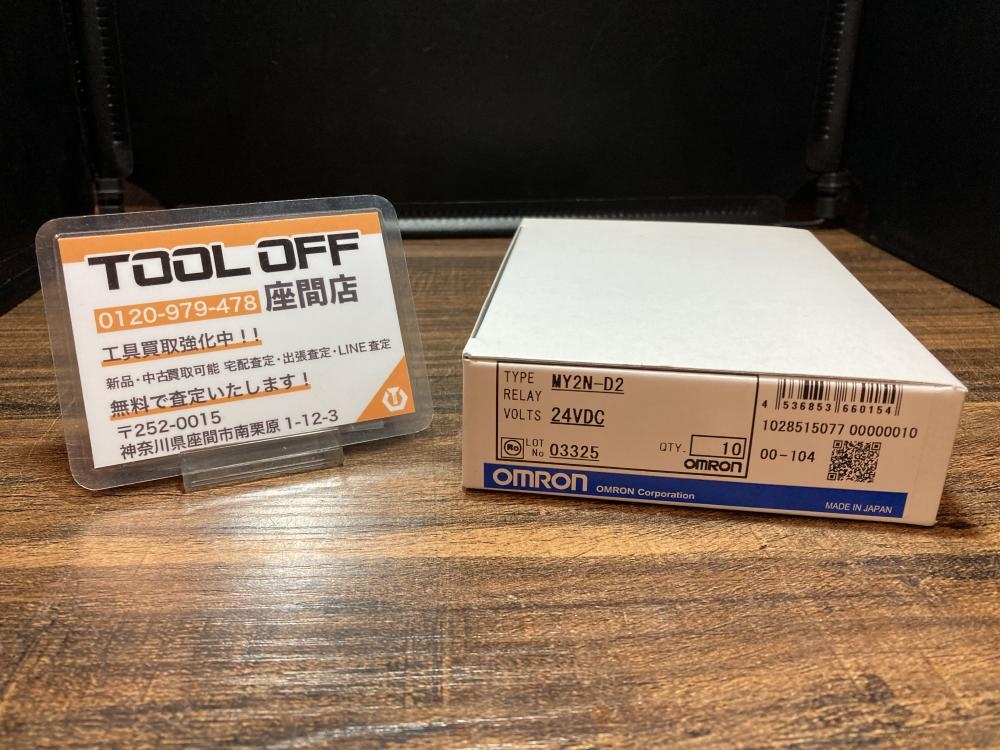 TOOL OFF
0120-979-478 座間店
工具買取強化中!!
新品・中古買取可能 宅配査定・出張査定・LINE査定
無料で査定いたします!
〒252-0015
神奈川県座間市南栗原1-12-3
TYPE MY2N-D2
RELAY
VOLTS 24VDC
LOT No 03325
QTY. 10
OMRON
4 536853 660154
1028515077 00000010
00-104
OMRON OMRON Corporation
MADE IN JAPAN